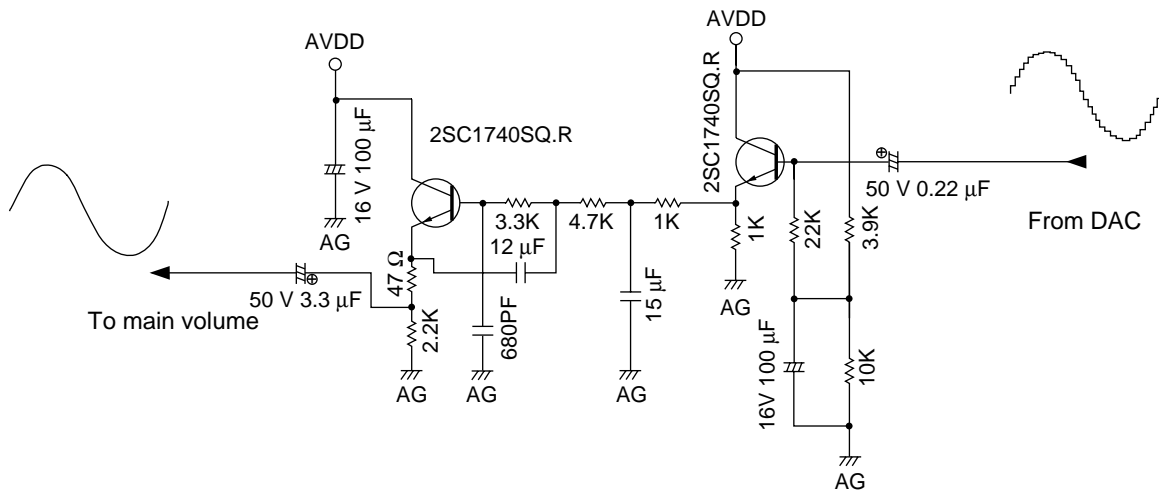 AVDD
16 V 100 μF
AG
2SC1740SQ.R
47 Ω
2.2K
AG
50 V 3.3 μF
To main volume
3.3K
12 μF
680PF
AG
4.7K
1K
15 μF
AG
AVDD
2SC1740SQ.R
1K
AG
22K
3.9K
50 V 0.22 μF
From DAC
16V 100 μF
10K
AG